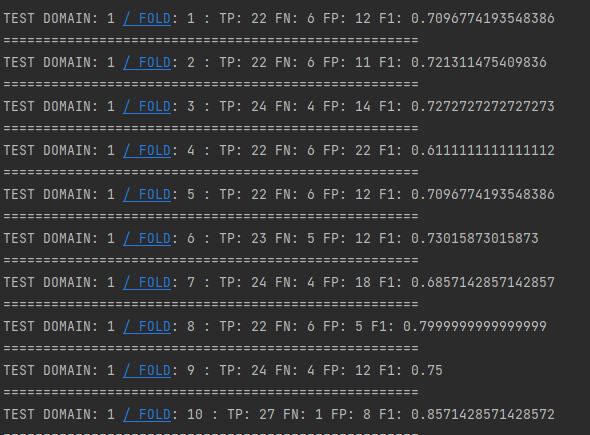 TEST DOMAIN: 1 / FOLD: 1 : TP: 22 FN: 6 FP: 12 F1: 0.7096774193548386
====================================================
TEST DOMAIN: 1 / FOLD: 2 : TP: 22 FN: 6 FP: 11 F1: 0.721311475409836
====================================================
TEST DOMAIN: 1 / FOLD: 3 : TP: 24 FN: 4 FP: 14 F1: 0.7272727272727273
====================================================
TEST DOMAIN: 1 / FOLD: 4 : TP: 22 FN: 6 FP: 22 F1: 0.6111111111111112
====================================================
TEST DOMAIN: 1 / FOLD: 5 : TP: 22 FN: 6 FP: 12 F1: 0.7096774193548386
====================================================
TEST DOMAIN: 1 / FOLD: 6 : TP: 23 FN: 5 FP: 12 F1: 0.73015873015873
====================================================
TEST DOMAIN: 1 / FOLD: 7 : TP: 24 FN: 4 FP: 18 F1: 0.6857142857142857
====================================================
TEST DOMAIN: 1 / FOLD: 8 : TP: 22 FN: 6 FP: 5 F1: 0.7999999999999999
====================================================
TEST DOMAIN: 1 / FOLD: 9 : TP: 24 FN: 4 FP: 12 F1: 0.75
====================================================
TEST DOMAIN: 1 / FOLD: 10 : TP: 27 FN: 1 FP: 8 F1: 0.8571428571428572
====================================================